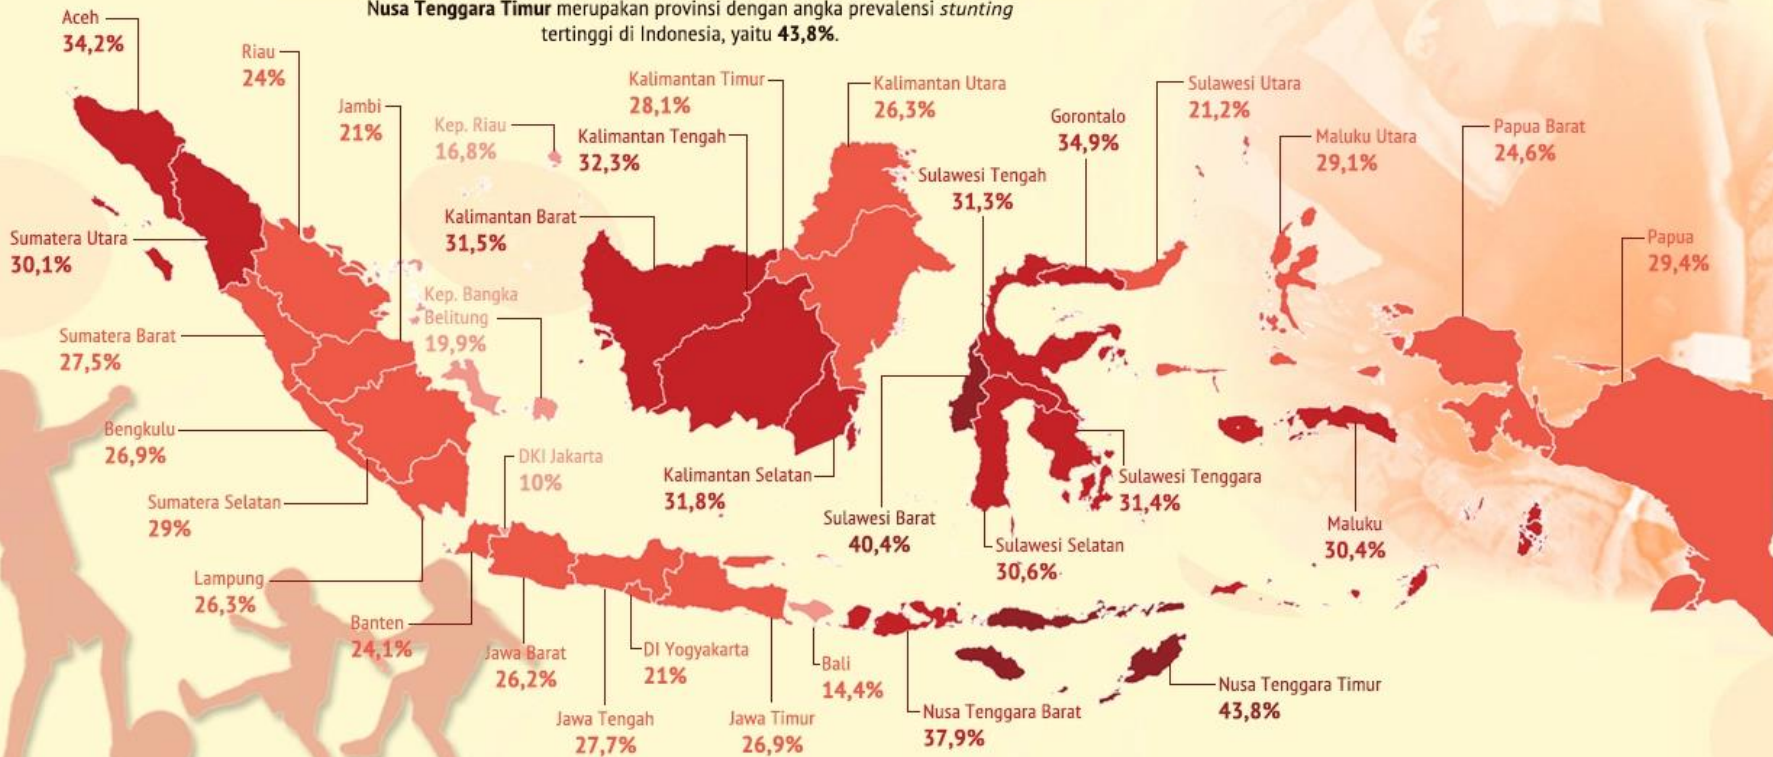 Nusa Tenggara Timur merupakan provinsi dengan angka prevalensi stunting
tertinggi di Indonesia, yaitu 43,8%.
Aceh
34,2%
Riau
24%
Jambi
21%
Kep. Riau
16,8%
Kalimantan Timur
28,1%
Kalimantan Tengah
32,3%
Kalimantan Utara
26,3%
Kalimantan Barat
31,5%
Sulawesi Tengah
31,3%
Gorontalo
34,9%
Sulawesi Utara
21,2%
Maluku Utara
29,1%
Papua Barat
24,6%
Papua
29,4%
Sumatera Utara
30,1%
Kep. Bangka
Belitung
19,9%
Sumatera Barat
27,5%
Bengkulu
26,9%
Sumatera Selatan
29%
DKI Jakarta
10%
Kalimantan Selatan
31,8%
Sulawesi Barat
40,4%
Sulawesi Tenggara
31,4%
Sulawesi Selatan
30,6%
Maluku
30,4%
Lampung
26,3%
Banten
24,1%
Jawa Barat
26,2%
DI Yogyakarta
21%
Bali
14,4%
Jawa Tengah
27,7%
Jawa Timur
26,9%
Nusa Tenggara Barat
37,9%
Nusa Tenggara Timur
43,8%